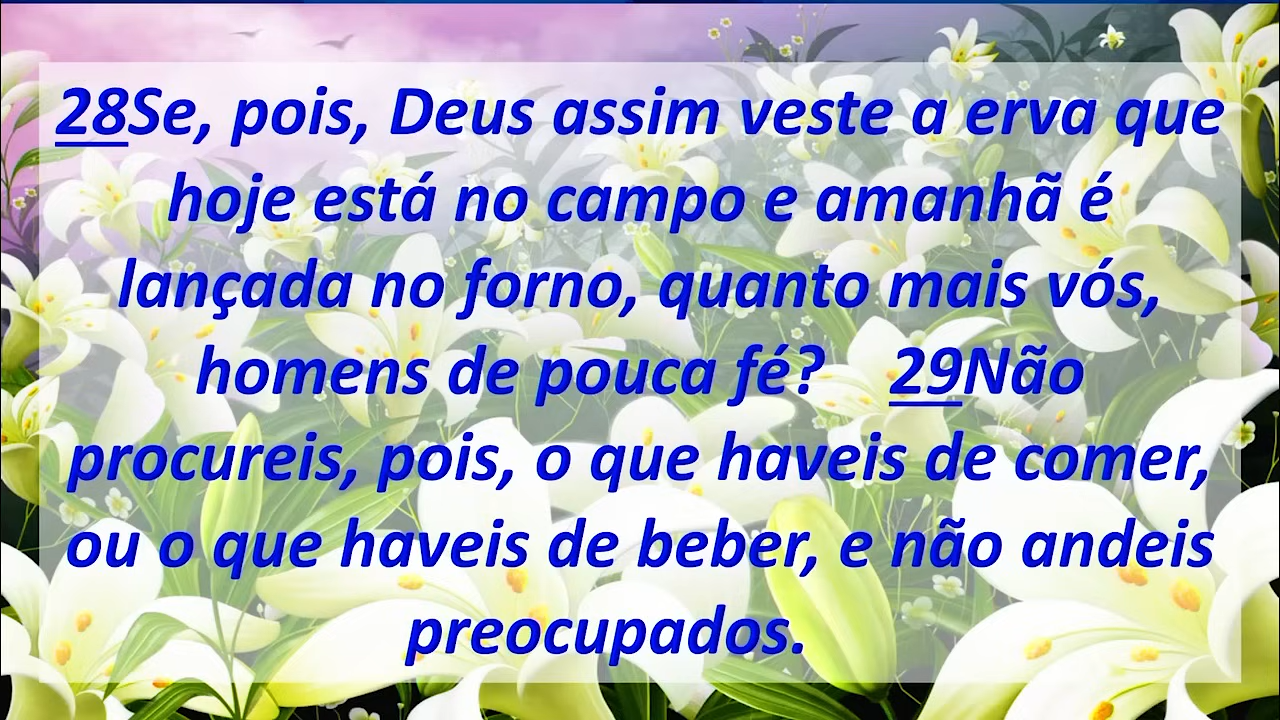 28Se, pois, Deus assim veste a erva que
hoje está no campo e amanhã é
lançada no forno, quanto mais vós,
homens de pouca fé? 29Não
procureis, pois, o que haveis de comer,
ou o que haveis de beber, e não andeis
preocupados.